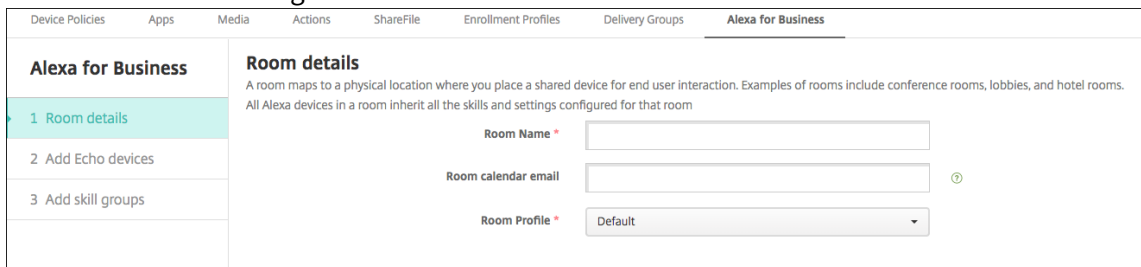 Device Policies Apps Media Actions ShareFile Enrollment Profiles Delivery Groups Alexa for Business
Alexa for Business
1 Room details
2 Add Echo devices
3 Add skill groups
Room details
A room maps to a physical location where you place a shared device for end user interaction. Examples of rooms include conference rooms, lobbies, and hotel rooms.
All Alexa devices in a room inherit all the skills and settings configured for that room
Room Name *
Room calendar email
?
Room Profile * Default